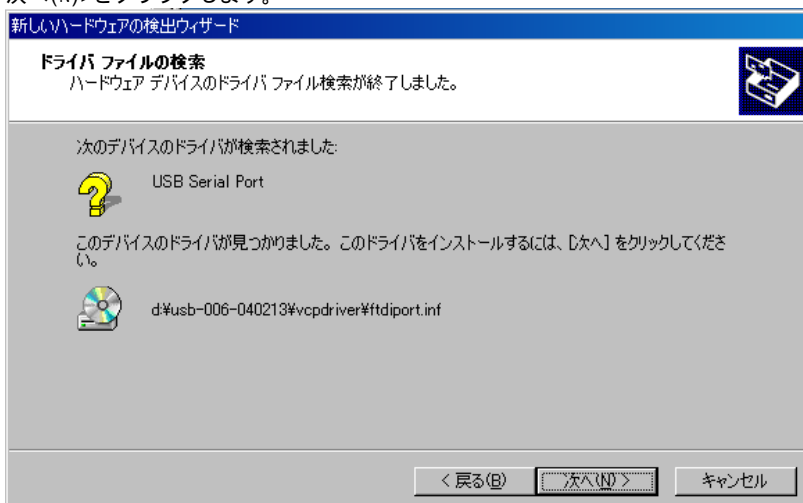 新しいハードウェアの検出ウィザード
ドライバ ファイルの検索
ハードウェア デバイスのドライバ ファイル検索が終了しました。
次のデバイスのドライバが検索されました:
USB Serial Port
このデバイスのドライバが見つかりました。このドライバをインストールするには、[次へ] をクリックしてくださ
い。
d:¥usb-006-040213¥vcpdriver¥ftdiport.inf
< 戻る(B)
次へ(N) >
キャンセル